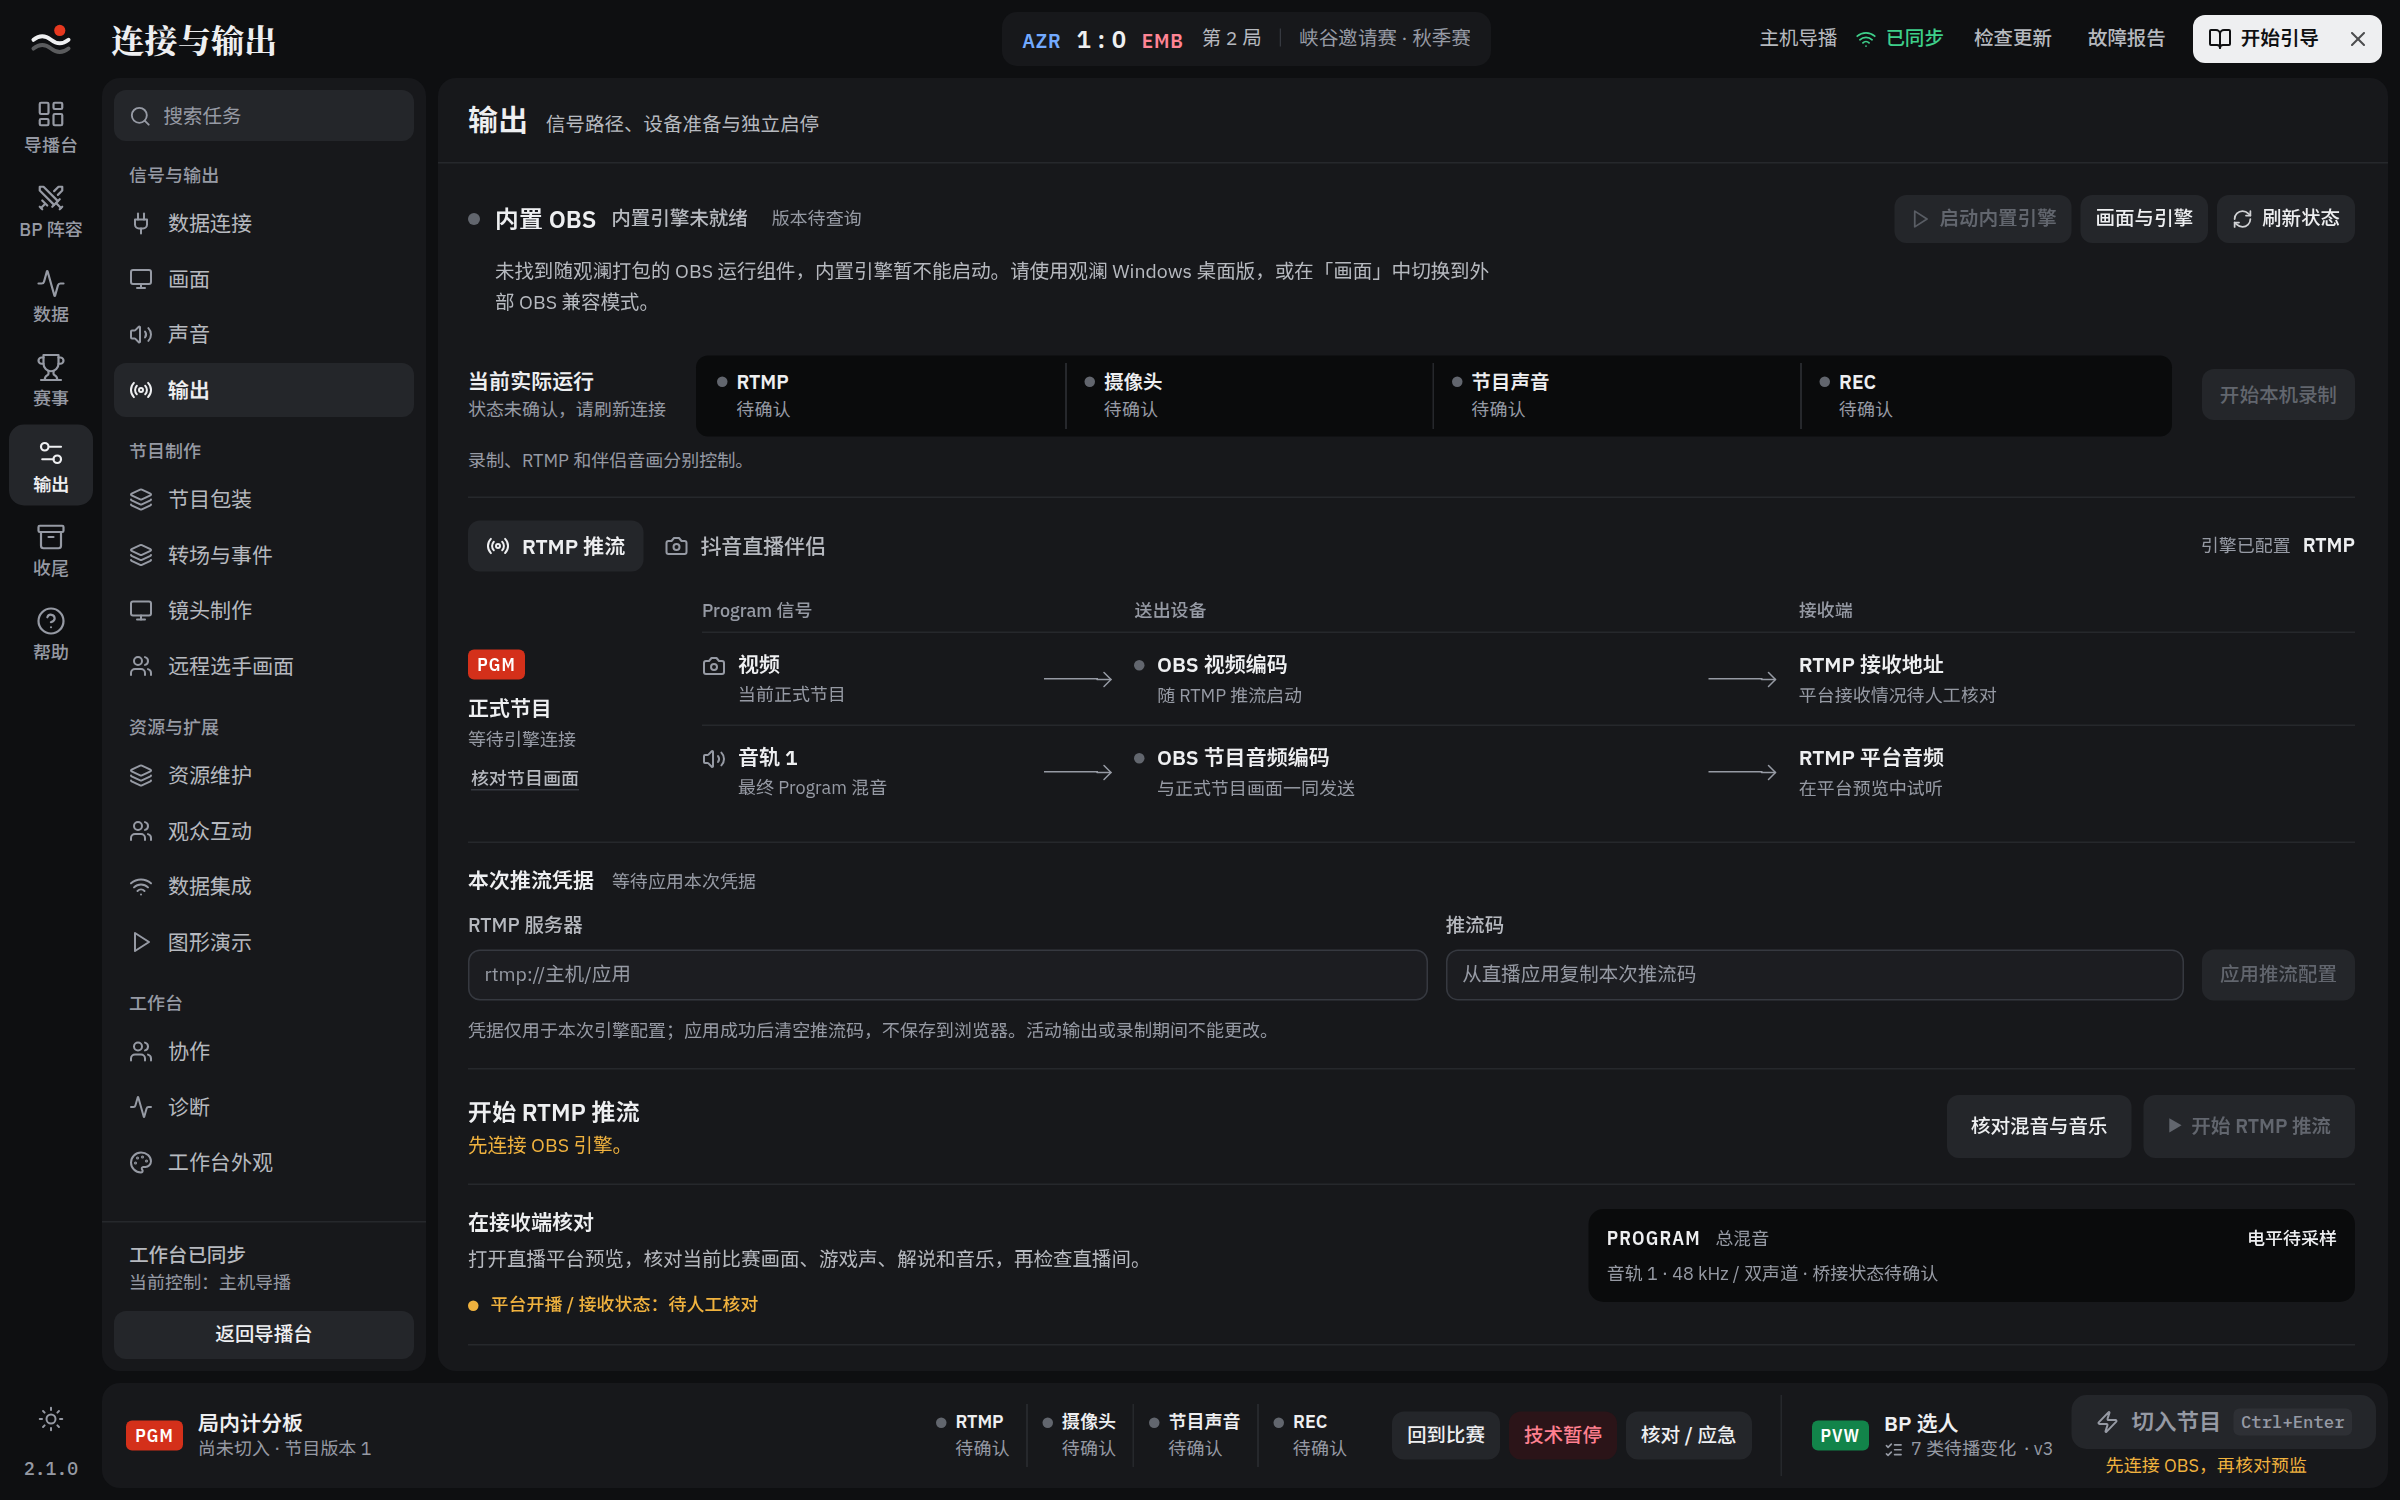 连接与输出
AZR 1 : 0 EMB 第 2 局 峡谷邀请赛 · 秋季赛
主机导播 已同步 检查更新 故障报告 开始引导
导播台
BP 阵容
数据
赛事
输出
收尾
帮助
2.1.0
搜索任务
信号与输出
数据连接
画面
声音
输出
节目制作
节目包装
转场与事件
镜头制作
远程选手画面
资源与扩展
资源维护
观众互动
数据集成
图形演示
工作台
协作
诊断
工作台外观
工作台已同步
当前控制：主机导播
返回导播台
输出 信号路径、设备准备与独立启停
内置 OBS 内置引擎未就绪 版本待查询
启动内置引擎 画面与引擎 刷新状态
未找到随观澜打包的 OBS 运行组件，内置引擎暂不能启动。请使用观澜 Windows 桌面版，或在「画面」中切换到外
部 OBS 兼容模式。
当前实际运行
状态未确认，请刷新连接
RTMP
待确认
摄像头
待确认
节目声音
待确认
REC
待确认
开始本机录制
录制、RTMP 和伴侣音画分别控制。
RTMP 推流 抖音直播伴侣
引擎已配置 RTMP
Program 信号 送出设备 接收端
PGM
正式节目
等待引擎连接
核对节目画面
视频
当前正式节目
OBS 视频编码
随 RTMP 推流启动
RTMP 接收地址
平台接收情况待人工核对
音轨 1
最终 Program 混音
OBS 节目音频编码
与正式节目画面一同发送
RTMP 平台音频
在平台预览中试听
本次推流凭据 等待应用本次凭据
RTMP 服务器
rtmp://主机/应用
推流码
从直播应用复制本次推流码
应用推流配置
凭据仅用于本次引擎配置；应用成功后清空推流码，不保存到浏览器。活动输出或录制期间不能更改。
开始 RTMP 推流
先连接 OBS 引擎。
核对混音与音乐 开始 RTMP 推流
在接收端核对
打开直播平台预览，核对当前比赛画面、游戏声、解说和音乐，再检查直播间。
平台开播 / 接收状态：待人工核对
PROGRAM 总混音 电平待采样
音轨 1 · 48 kHz / 双声道 · 桥接状态待确认
PGM
局内计分板
尚未切入 · 节目版本 1
RTMP
待确认
摄像头
待确认
节目声音
待确认
REC
待确认
回到比赛 技术暂停 核对 / 应急
PVW
BP 选人
7 类待播变化 · v3
切入节目 Ctrl+Enter
先连接 OBS，再核对预监